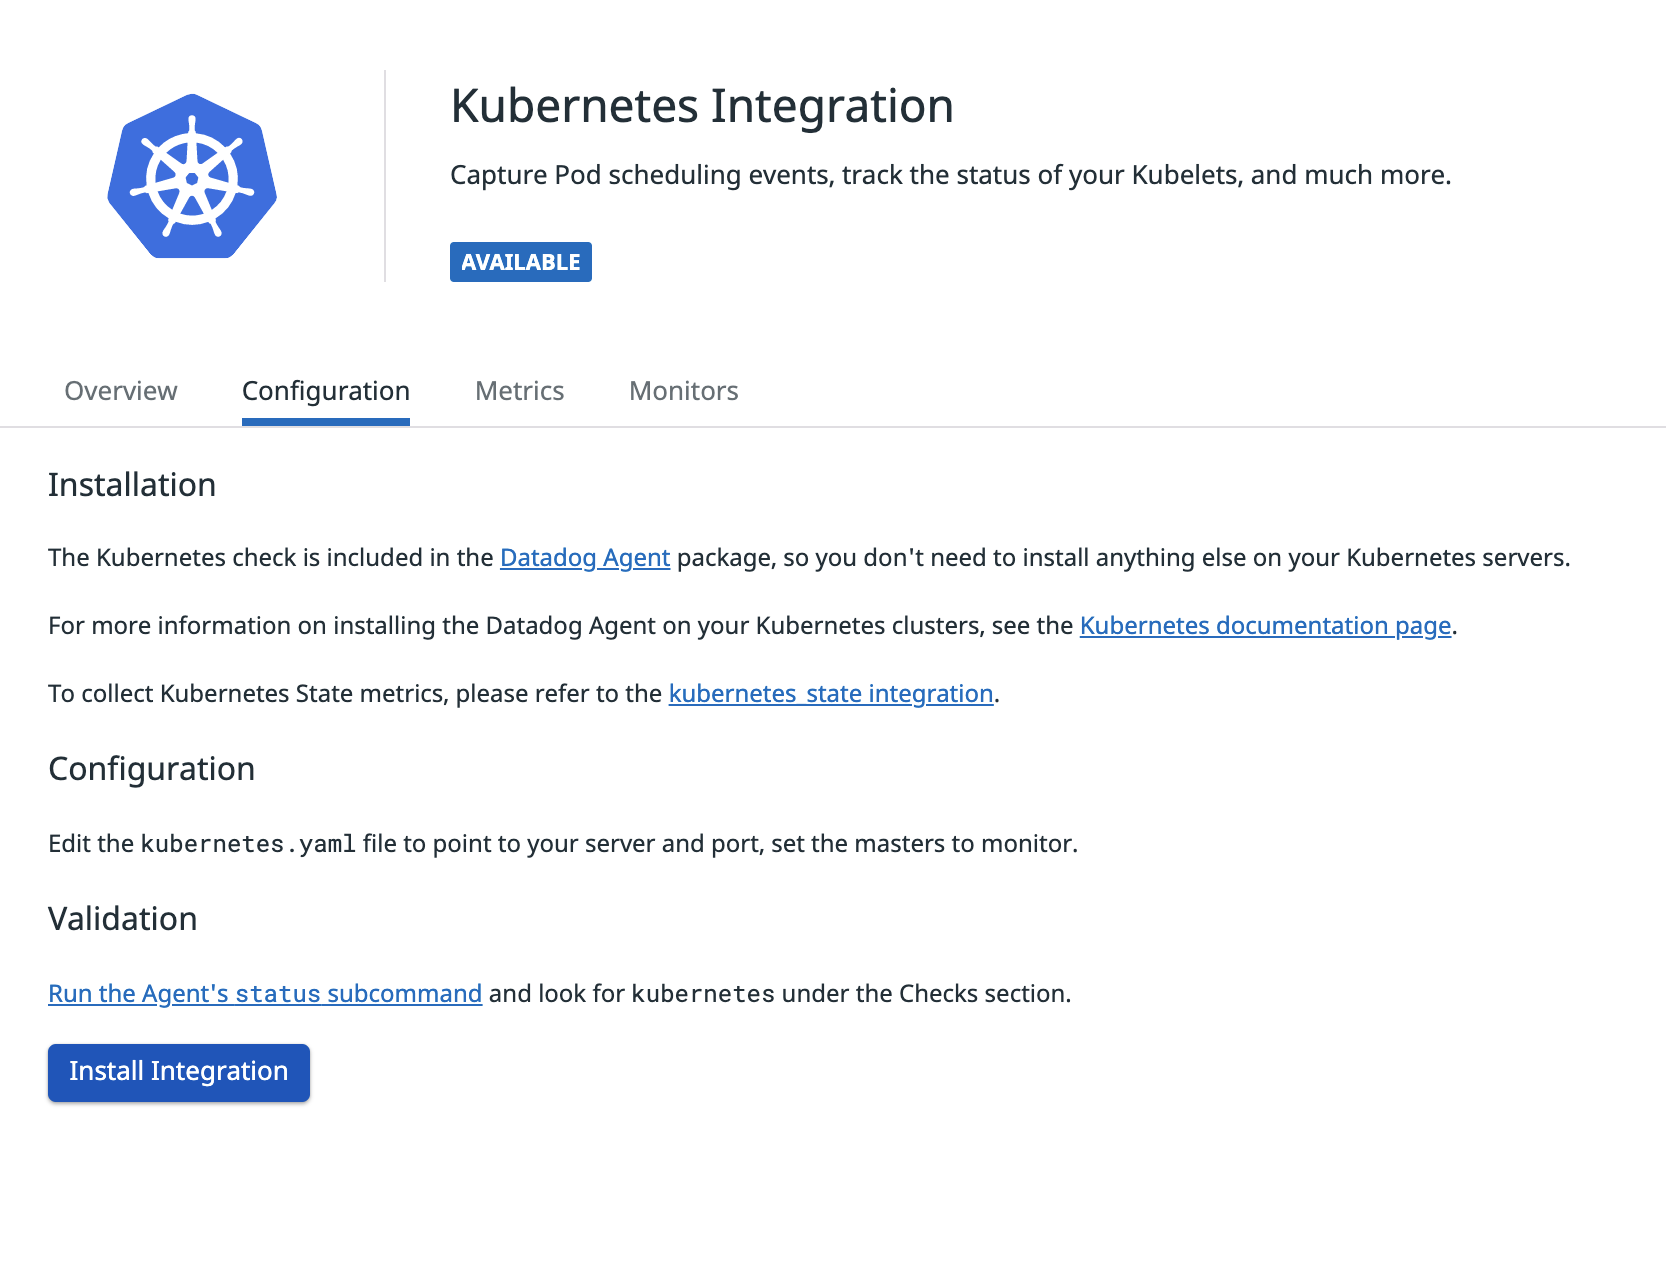 Kubernetes Integration
Capture Pod scheduling events, track the status of your Kubelets, and much more.
AVAILABLE
Overview Configuration Metrics Monitors
Installation
The Kubernetes check is included in the Datadog Agent package, so you don't need to install anything else on your Kubernetes servers.
For more information on installing the Datadog Agent on your Kubernetes clusters, see the Kubernetes documentation page.
To collect Kubernetes State metrics, please refer to the kubernetes_state integration.
Configuration
Edit the kubernetes.yaml file to point to your server and port, set the masters to monitor.
Validation
Run the Agent's status subcommand and look for kubernetes under the Checks section.
Install Integration